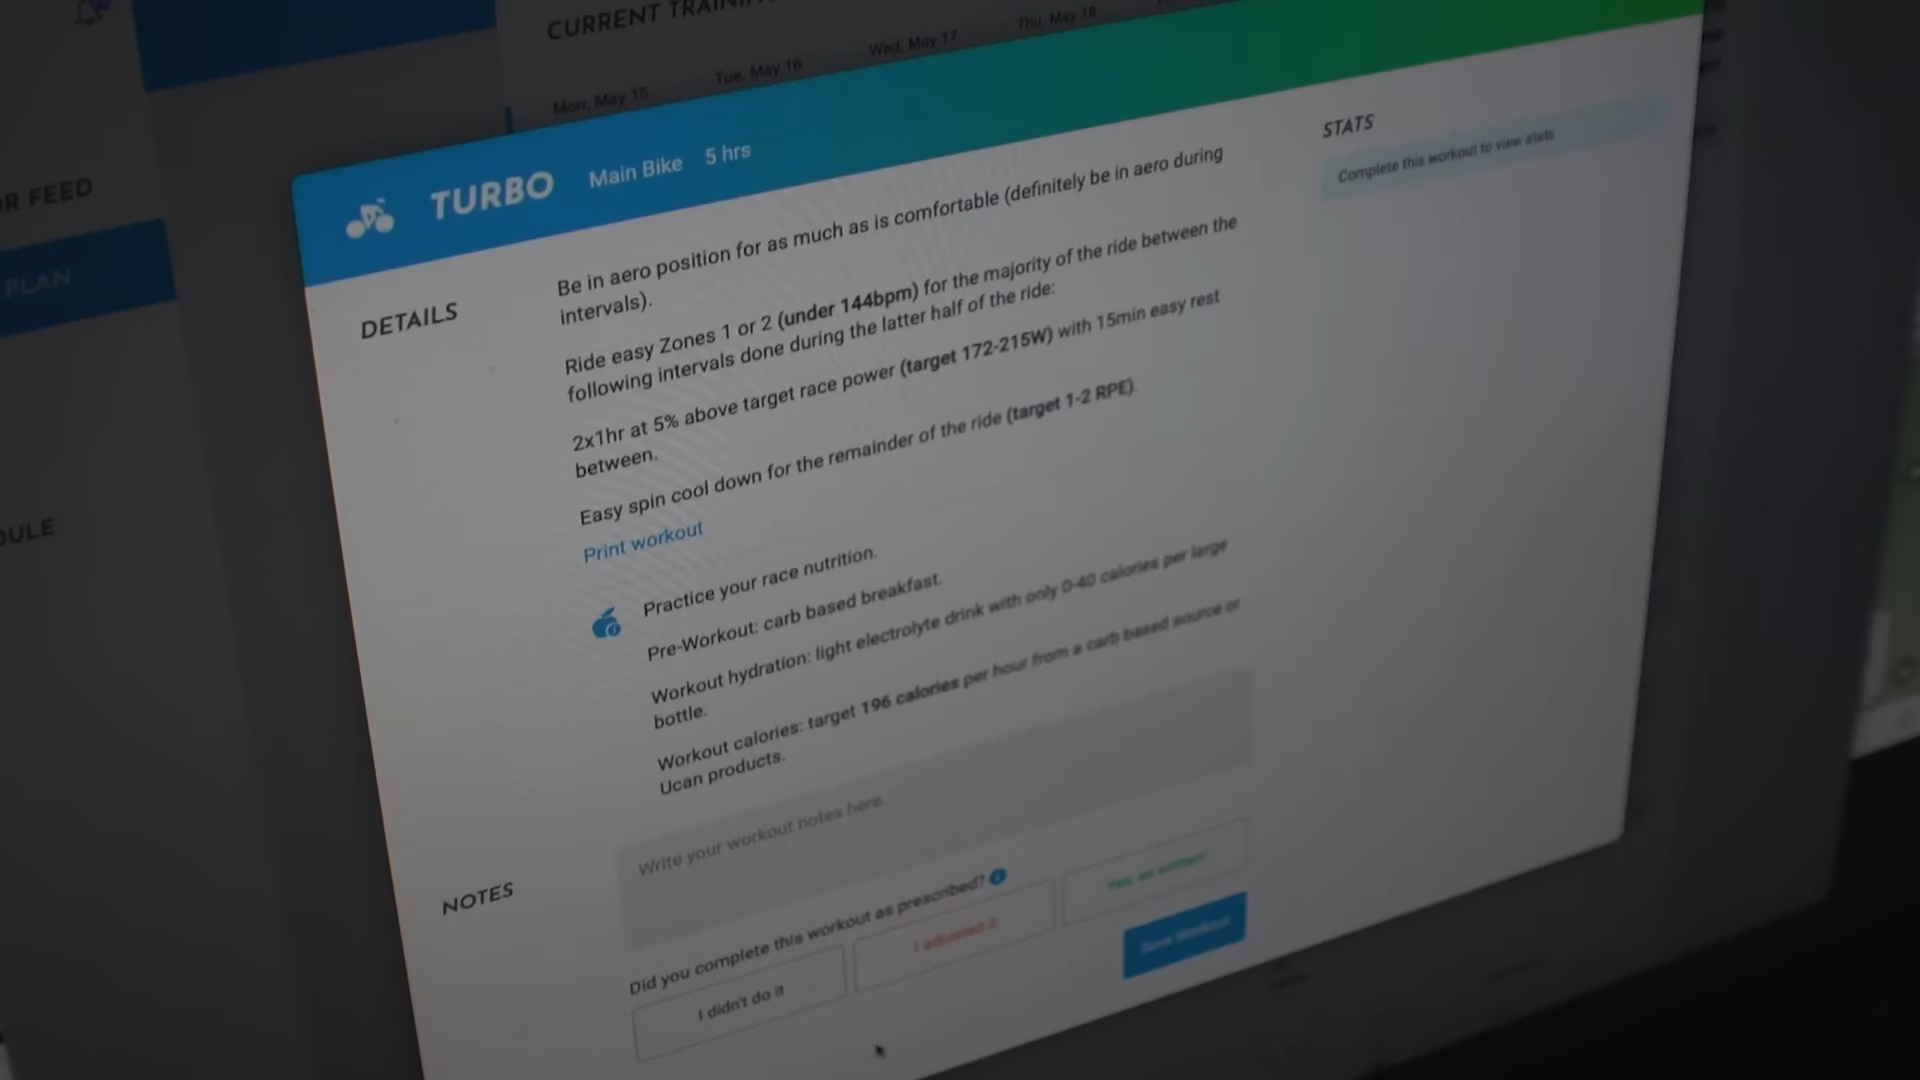 CURRENT
Mon, May 15
Tue, May 16
Wed, May 17
Thu, May 18
FEED
PLAN
TURBO
Main Bike
5 hrs
STATS
Complete this workout to view stats
DETAILS
Be in aero position for as much as is comfortable (definitely be in aero during
intervals).
Ride easy Zones 1 or 2 (under 144bpm) for the majority of the ride between the
following intervals done during the latter half of the ride:
2x1hr at 5% above target race power (target 172-215W) with 15min easy rest
between.
Easy spin cool down for the remainder of the ride (target 1-2 RPE).
Print workout
Practice your race nutrition.
Pre-Workout: carb based breakfast.
Workout hydration: light electrolyte drink with only 0-40 calories per large
bottle.
Workout calories: target 196 calories per hour from a carb based source or
Ucan products.
NOTES
Write your workout notes here.
Did you complete this workout as prescribed?
I didn't do it
I adjusted it
Yes, as written!
Save Workout